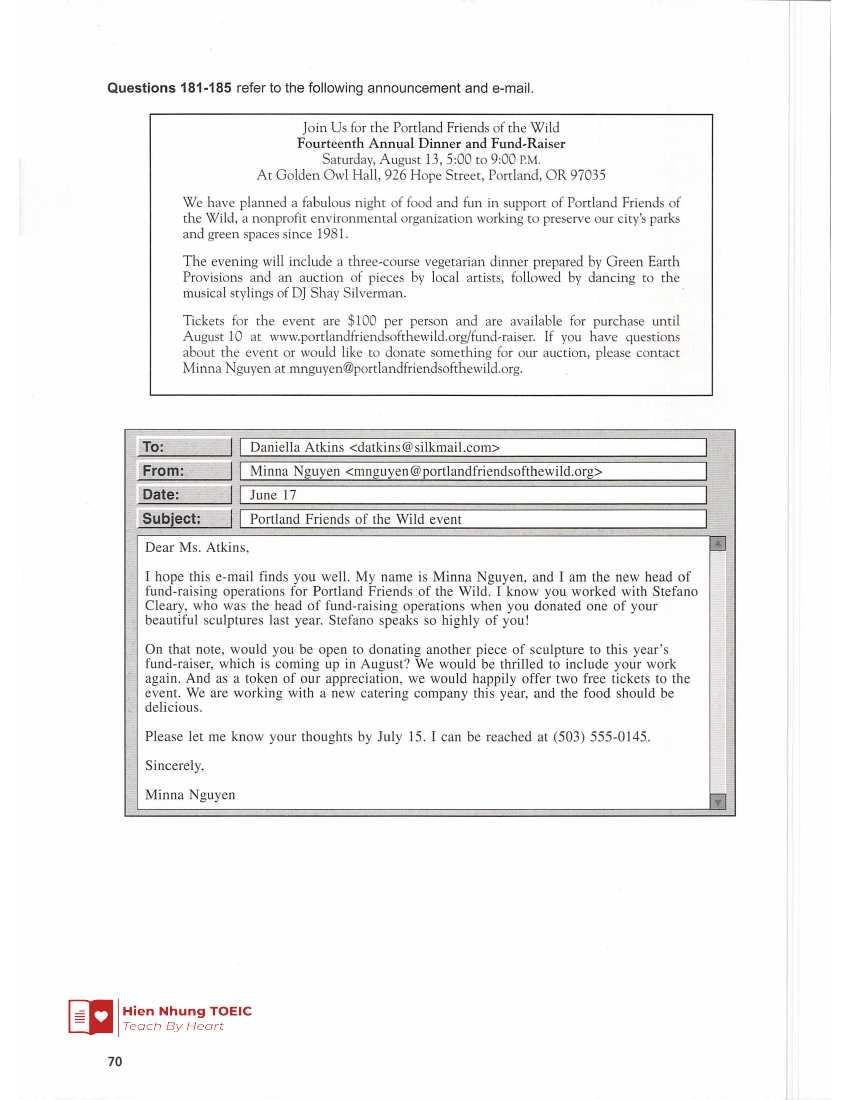 Questions 181-185 refer to the following announcement and e-mail.
Join Us for the Portland Friends of the Wild
Fourteenth Annual Dinner and Fund-Raiser
Saturday, August 13, 5:00 to 9:00 P.M.
At Golden Owl Hall, 926 Hope Street, Portland, OR 97035
We have planned a fabulous night of food and fun in support of Portland Friends of
the Wild, a nonprofit environmental organization working to preserve our city's parks
and green spaces since 1981.
The evening will include a three-course vegetarian dinner prepared by Green Earth
Provisions and an auction of pieces by local artists, followed by dancing to the
musical stylings of DJ Shay Silverman.
Tickets for the event are $100 per person and are available for purchase until
August 10 at www.portlandfriendsofthewild.org/fund-raiser. If you have questions
about the event or would like to donate something for our auction, please contact
Minna Nguyen at mnguyen@portlandfriendsofthewild.org.
To: Daniella Atkins <datkins@silkmail.com>
From: Minna Nguyen <mnguyen@portlandfriendsofthewild.org>
Date: June 17
Subject: Portland Friends of the Wild event
Dear Ms. Atkins,
I hope this e-mail finds you well. My name is Minna Nguyen, and I am the new head of
fund-raising operations for Portland Friends of the Wild. I know you worked with Stefano
Cleary, who was the head of fund-raising operations when you donated one of your
beautiful sculptures last year. Stefano speaks so highly of you!
On that note, would you be open to donating another piece of sculpture to this year's
fund-raiser, which is coming up in August? We would be thrilled to include your work
again. And as a token of our appreciation, we would happily offer two free tickets to the
event. We are working with a new catering company this year, and the food should be
delicious.
Please let me know your thoughts by July 15. I can be reached at (503) 555-0145.
Sincerely,
Minna Nguyen
Hien Nhung TOEIC
Teach By Heart
70